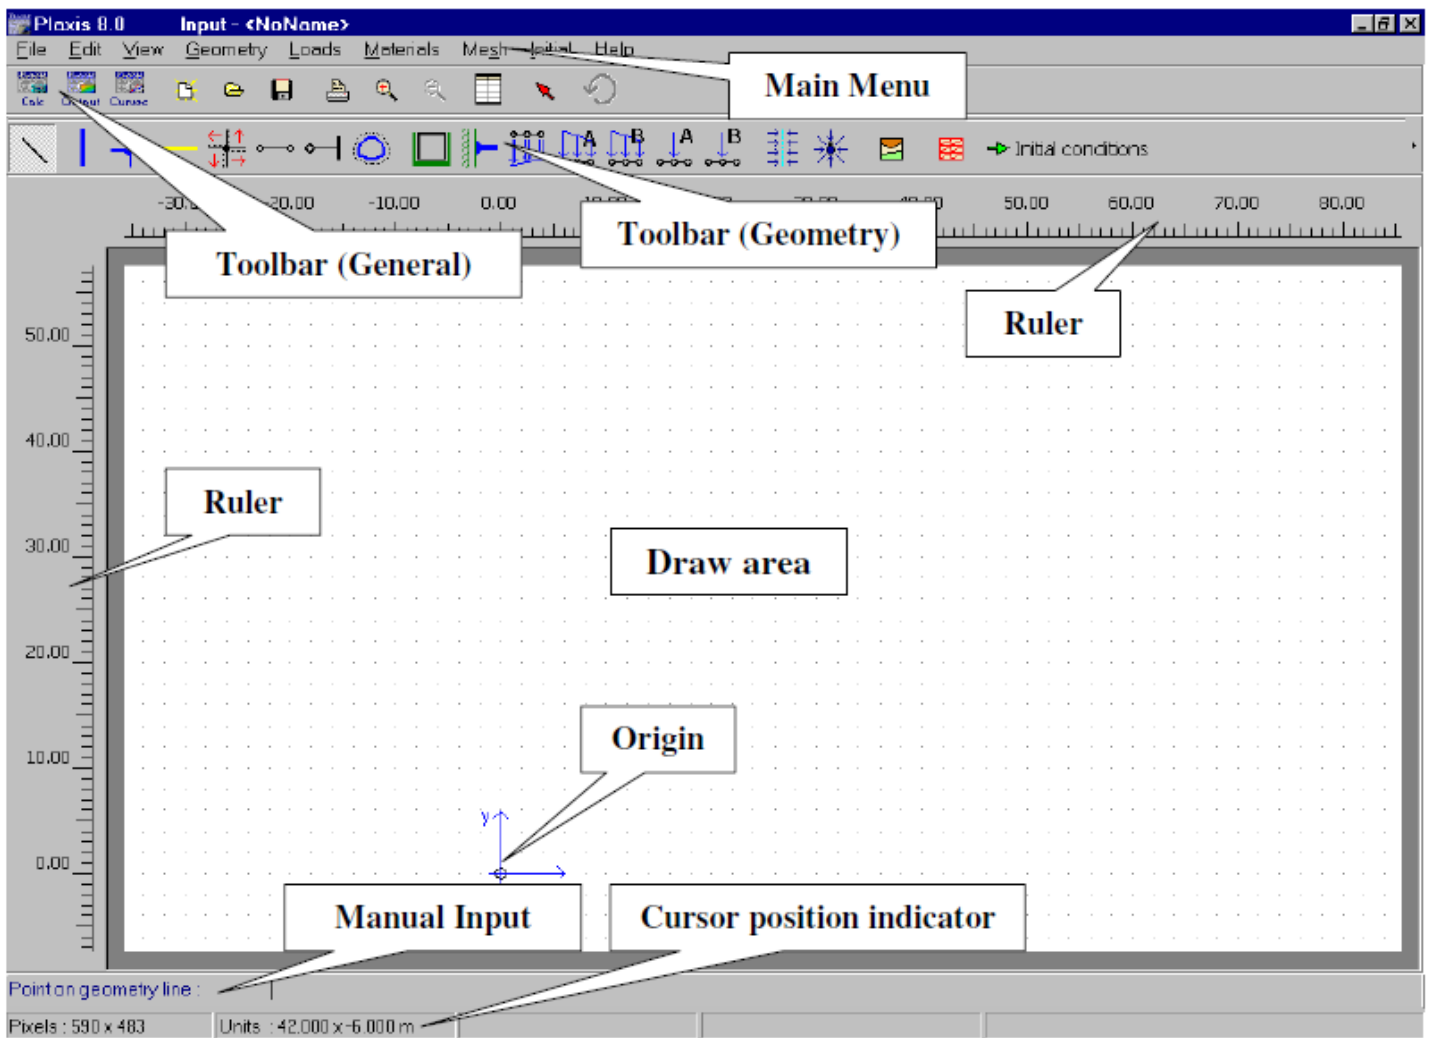 Plaxis 8.0 Input - <NoName>
File Edit View Geometry Loads Materials Mesh Initial Help
Main Menu
Calc Output Curves
A B A B Initial conditions
-10.00 0.00 50.00 60.00 70.00 80.00
Toolbar (Geometry)
Toolbar (General)
Ruler
50.00
40.00
Ruler
30.00
Draw area
20.00
Origin
10.00
y
0.00
Manual Input Cursor position indicator
Point on geometry line :
Pixels : 590 x 483 Units : 42.000 x -6.000 m